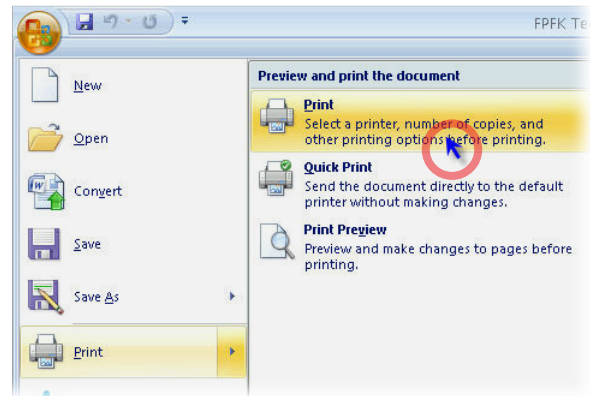 FPFK Te
New
Open
Convert
Save
Save As
Print
Preview and print the document
Print
Select a printer, number of copies, and
other printing options before printing.
Quick Print
Send the document directly to the default
printer without making changes.
Print Preview
Preview and make changes to pages before
printing.